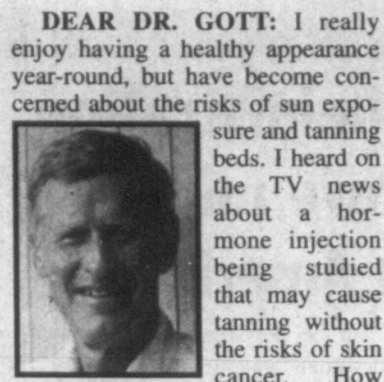 DEAR DR. GOTT: I really
enjoy having a healthy appearance
year-round, but have become con-
cerned about the risks of sun expo-
sure and tanning
beds. I heard on
the TV news
about a hor-
mone injection
being studied
that may cause
tanning without
the risks of skin
cancer. How